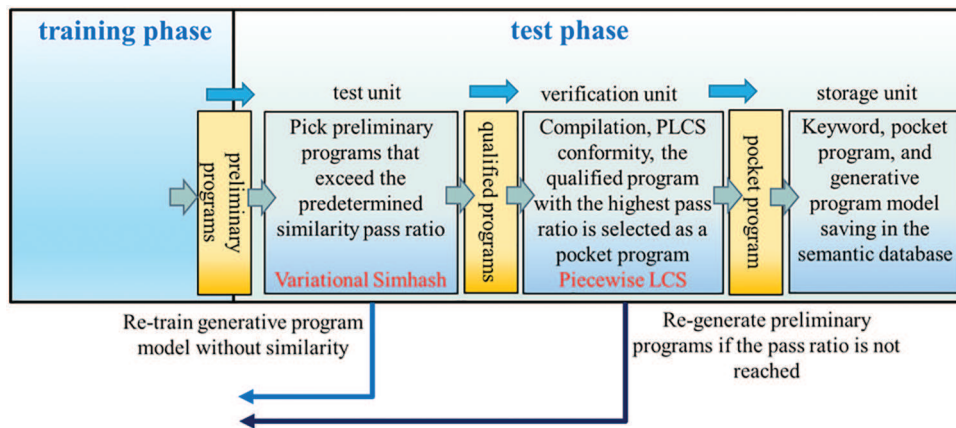 training phase
test phase
test unit
verification unit
storage unit
preliminary
programs
Pick preliminary
programs that
exceed the
predetermined
similarity pass ratio
Variational Simhash
qualified programs
Compilation, PLCS
conformity, the
qualified program
with the highest pass
ratio is selected as a
pocket program
Piecewise LCS
pocket program
Keyword, pocket
program, and
generative
program model
saving in the
semantic database
Re-train generative program
model without similarity
Re-generate preliminary
programs if the pass ratio is not
reached